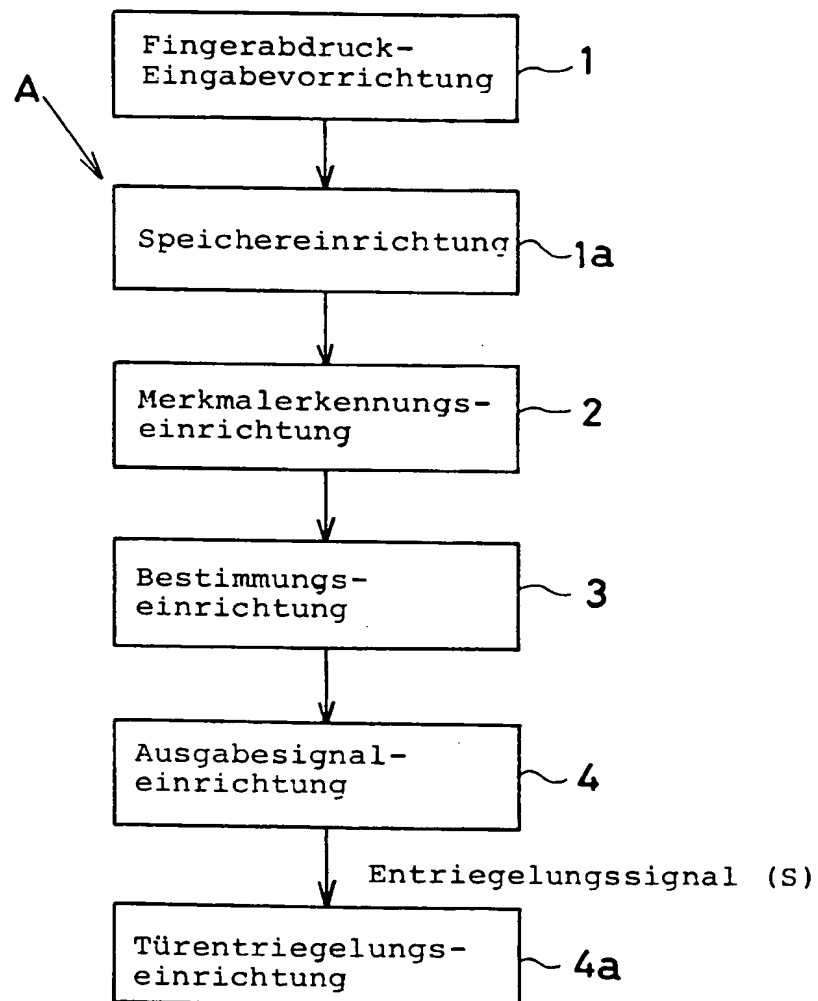 Fingerabdruck-
Eingabevorrichtung
1
A
Speichereinrichtung
1a
Merkmalerkennungs-
einrichtung
2
Bestimmungs-
einrichtung
3
Ausgabesignal-
einrichtung
4
Entriegelungssignal (S)
Türentriegelungs-
einrichtung
4a